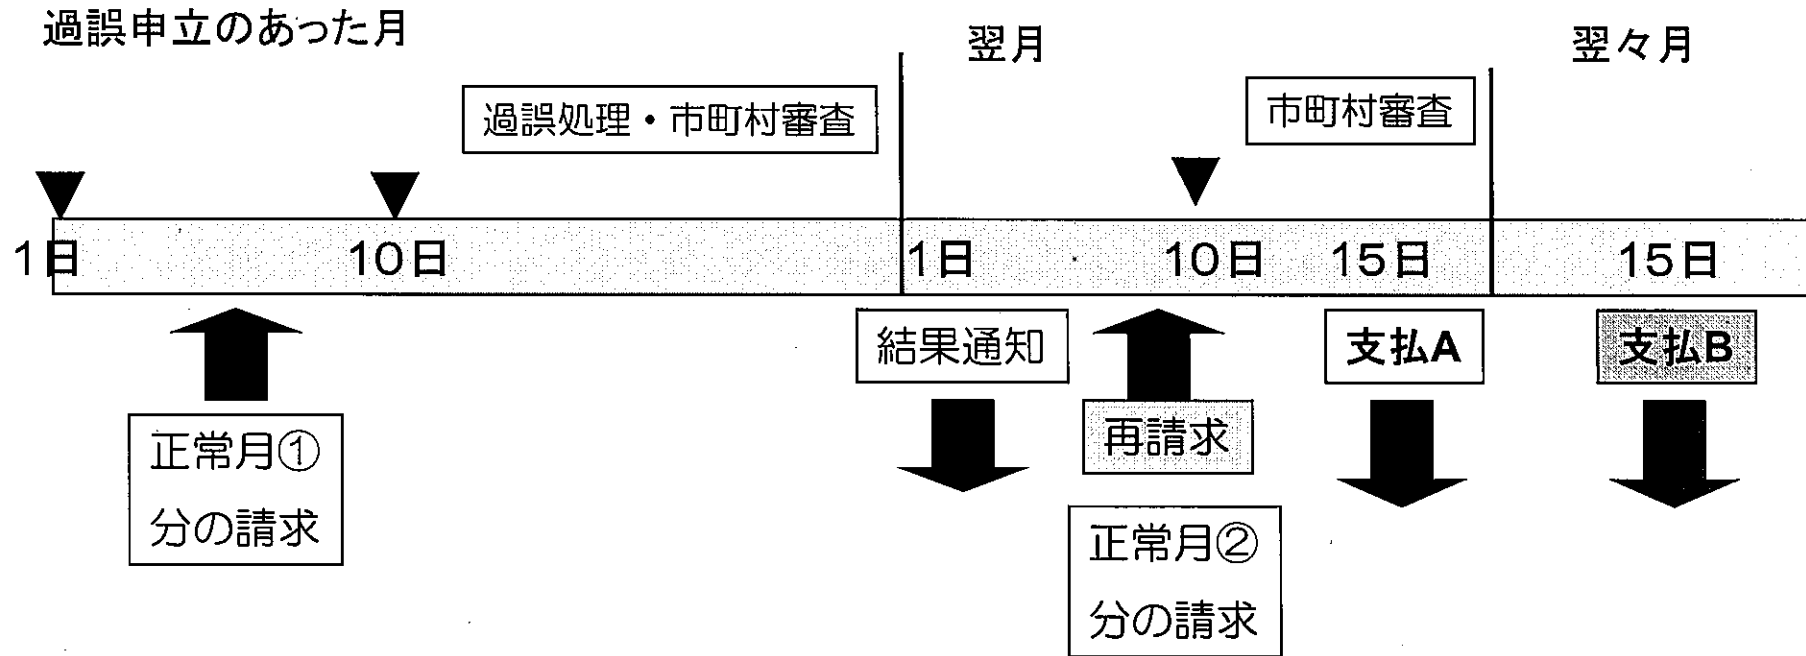 過誤申立のあった月
翌月
翌々月
過誤処理・市町村審査
市町村審査
1日
10日
1日
10日
15日
15日
結果通知
支払A
支払B
正常月①
分の請求
再請求
正常月②
分の請求